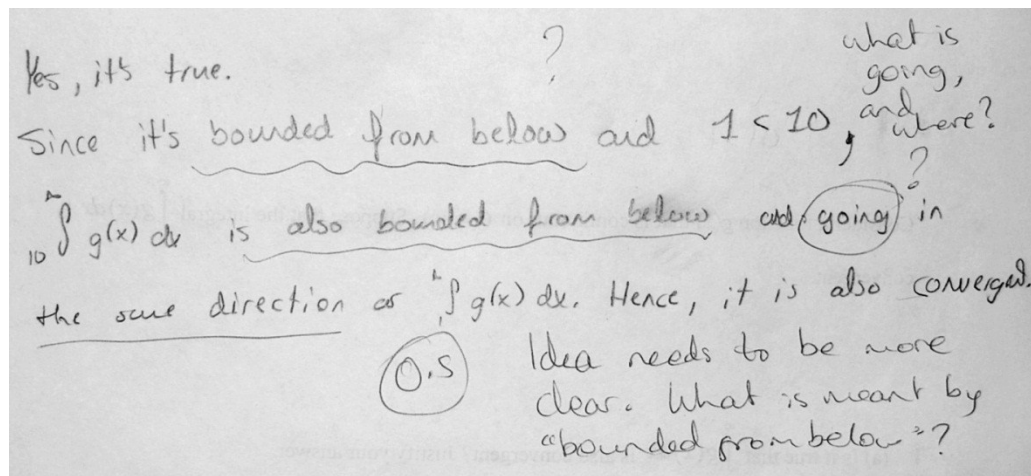 Yes, it's true.
?
what is
going,
and
where?
Since it's bounded from below and 1 < 10,
?
10∫ g(x) dx is also bounded from below and going in
the same direction as 1∫ g(x) dx. Hence, it is also converged.
0.5
Idea needs to be more
clear. What is meant by
"bounded from below"?